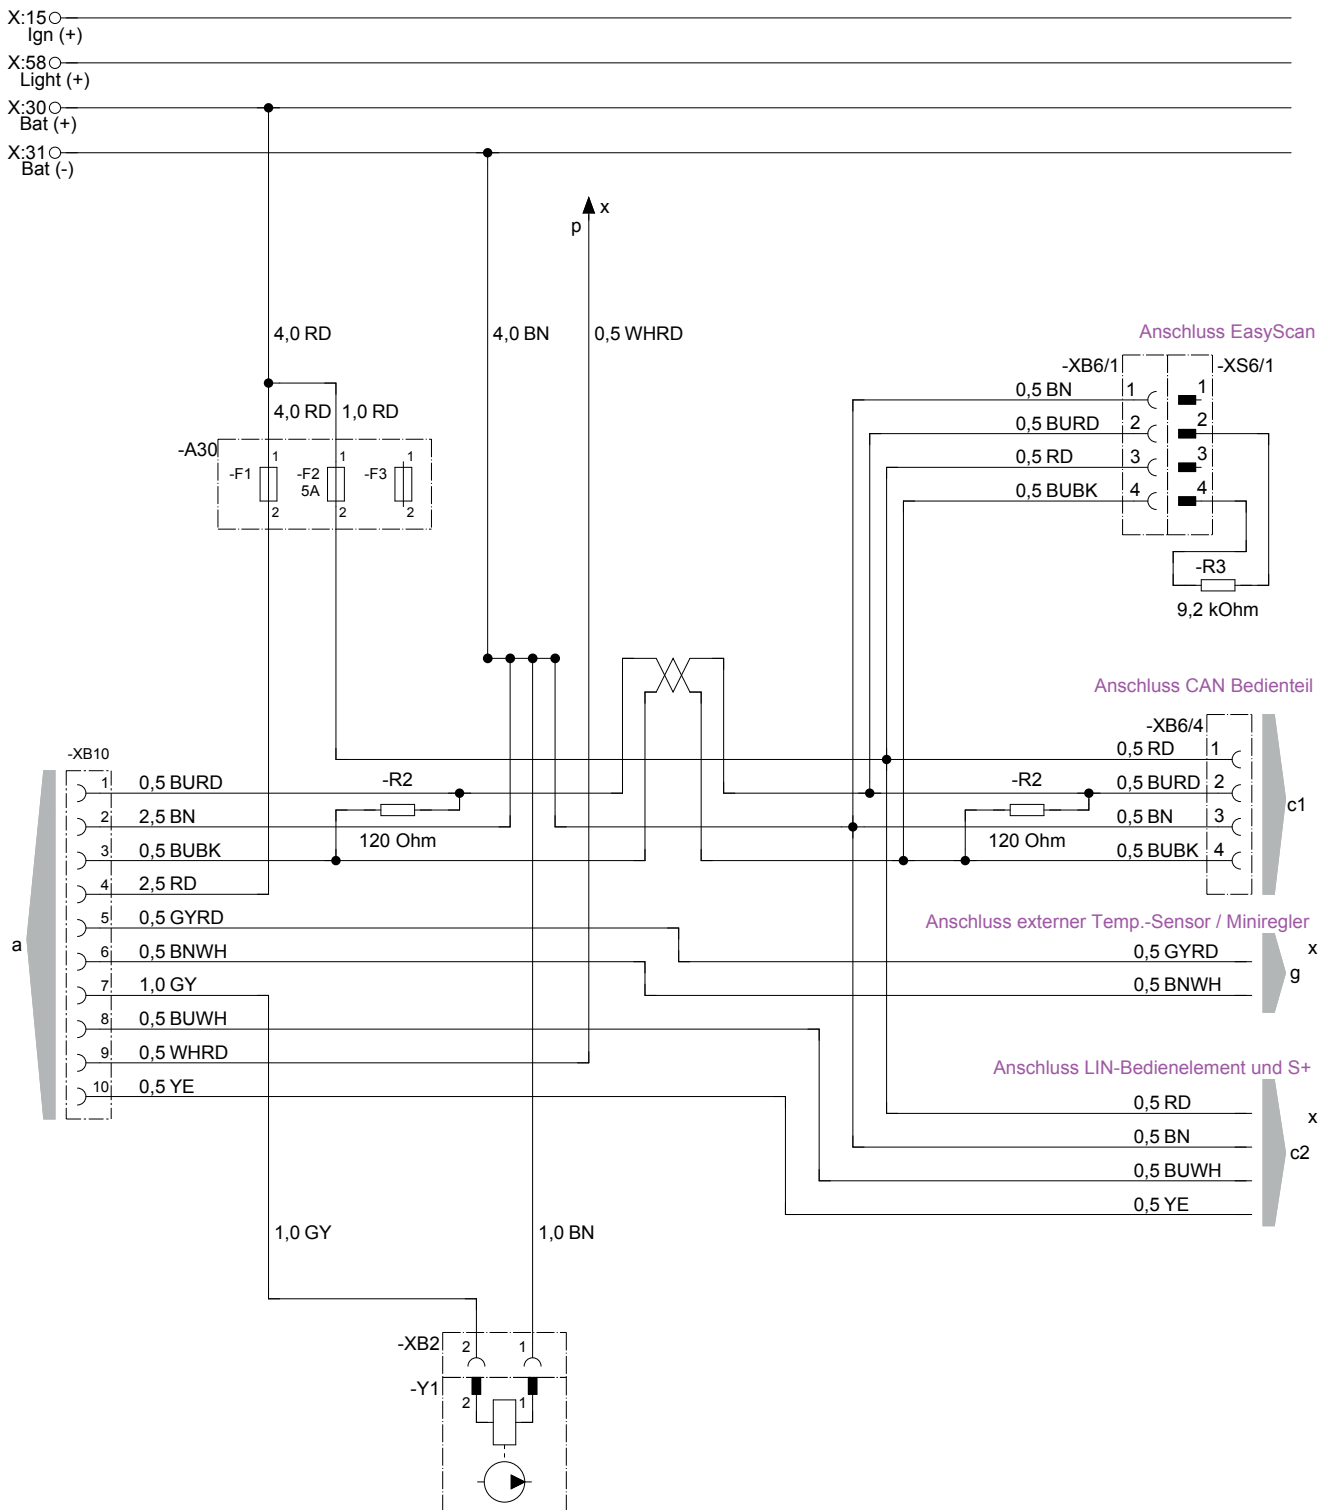 X:15
Ign (+)
X:58
Light (+)
X:30
Bat (+)
X:31
Bat (-)
x
p
4,0 RD
4,0 BN
0,5 WHRD
Anschluss EasyScan
-XB6/1
-XS6/1
0,5 BN
1
1
0,5 BURD
2
2
0,5 RD
3
3
0,5 BUBK
4
4
-R3
9,2 kOhm
4,0 RD
1,0 RD
-A30
1
1
1
-F1
-F2
5A
-F3
2
2
2
Anschluss CAN Bedienteil
-XB6/4
0,5 RD
1
0,5 BURD
2
0,5 BN
3
0,5 BUBK
4
c1
-R2
120 Ohm
-R2
120 Ohm
-XB10
a
1
0,5 BURD
2
2,5 BN
3
0,5 BUBK
4
2,5 RD
5
0,5 GYRD
6
0,5 BNWH
7
1,0 GY
8
0,5 BUWH
9
0,5 WHRD
10
0,5 YE
Anschluss externer Temp.-Sensor / Miniregler
0,5 GYRD
x
0,5 BNWH
g
Anschluss LIN-Bedienelement und S+
0,5 RD
x
0,5 BN
c2
0,5 BUWH
0,5 YE
1,0 GY
1,0 BN
-XB2
2
1
-Y1
2
1